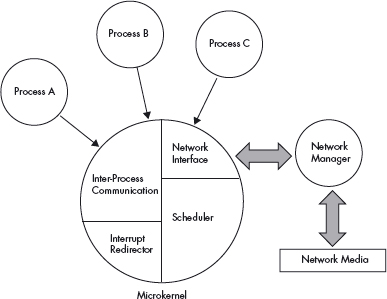 Process B
Process C
Process A
Network
Interface
Network
Manager
Inter-Process
Communication
Scheduler
Interrupt
Redirector
Network Media
Microkernel